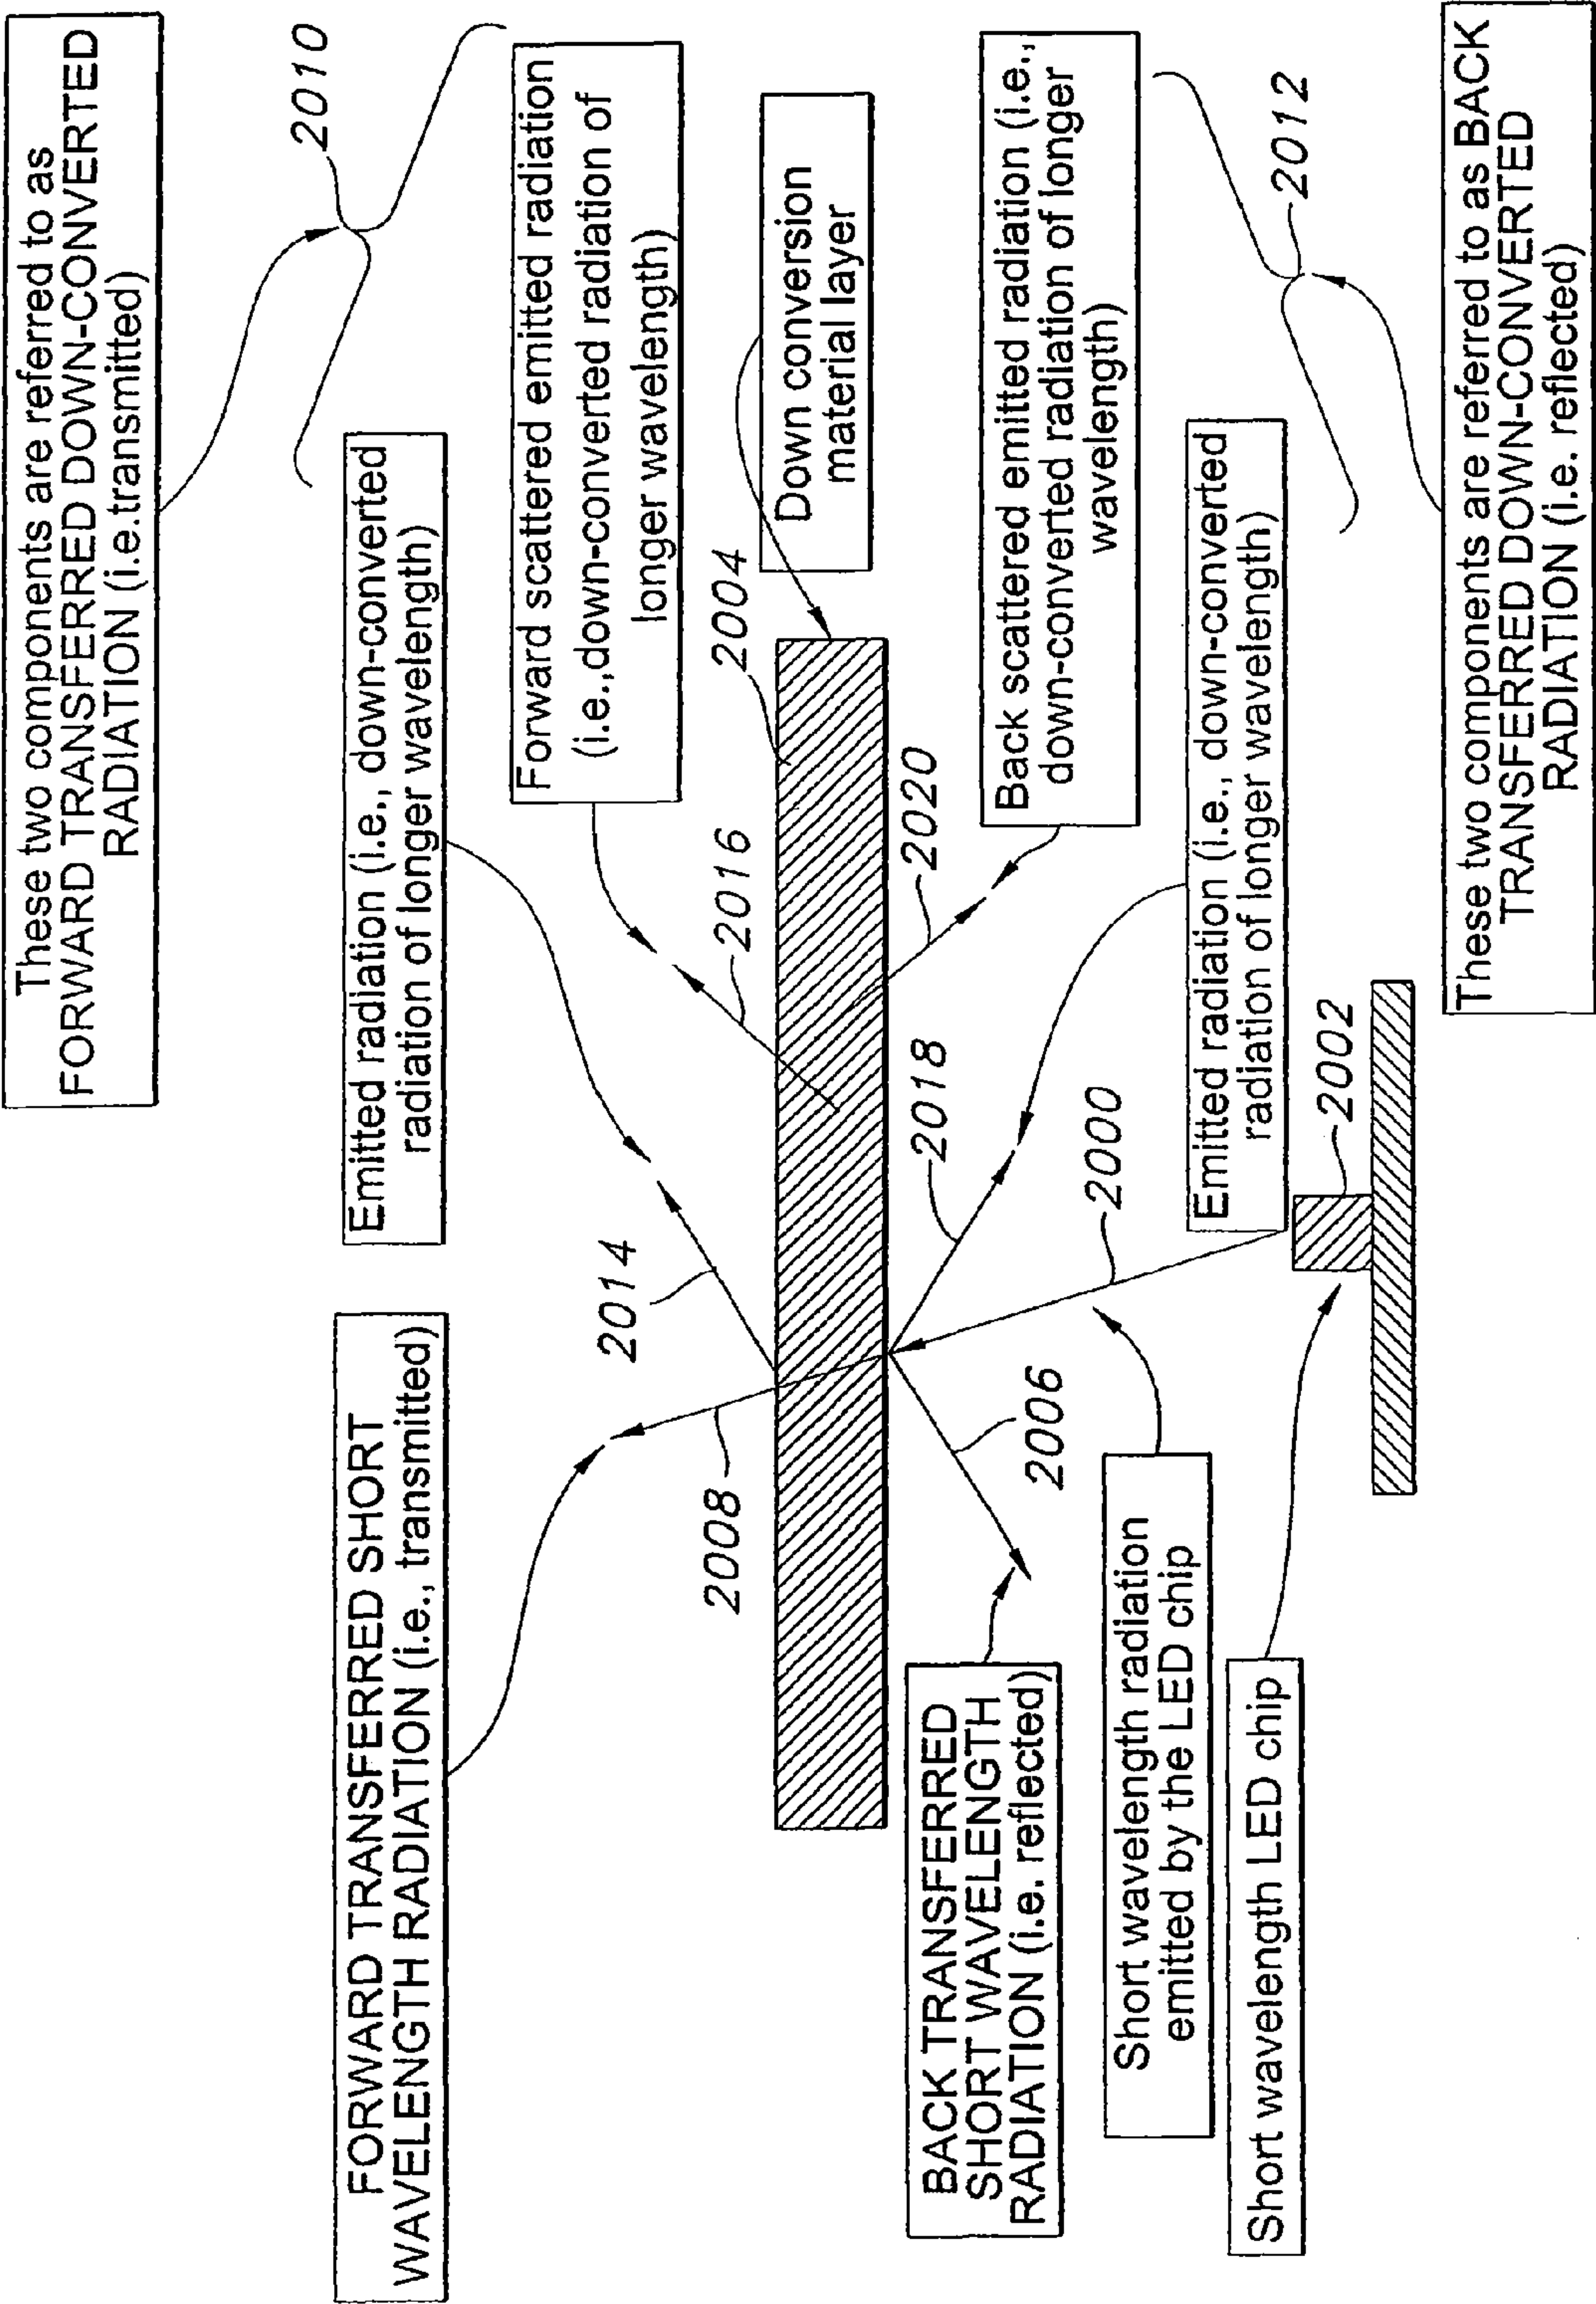 These two components are referred to as
FORWARD TRANSFERRED DOWN-CONVERTED
RADIATION (i.e.transmitted)
2010
FORWARD TRANSFERRED SHORT
WAVELENGTH RADIATION (i.e., transmitted)
Emitted radiation (i.e., down-converted
radiation of longer wavelength)
Forward scattered emitted radiation
(i.e.,down-converted radiation of
longer wavelength)
2014
2016
2008
2004
Down conversion
material layer
BACK TRANSFERRED
SHORT WAVELENGTH
RADIATION (i.e. reflected)
2006
2018
2020
Back scattered emitted radiation (i.e.,
down-converted radiation of longer
wavelength)
Short wavelength radiation
emitted by the LED chip
2000
Emitted radiation (i.e., down-converted
radiation of longer wavelength)
Short wavelength LED chip
2002
2012
These two components are referred to as BACK
TRANSFERRED DOWN-CONVERTED
RADIATION (i.e. reflected)